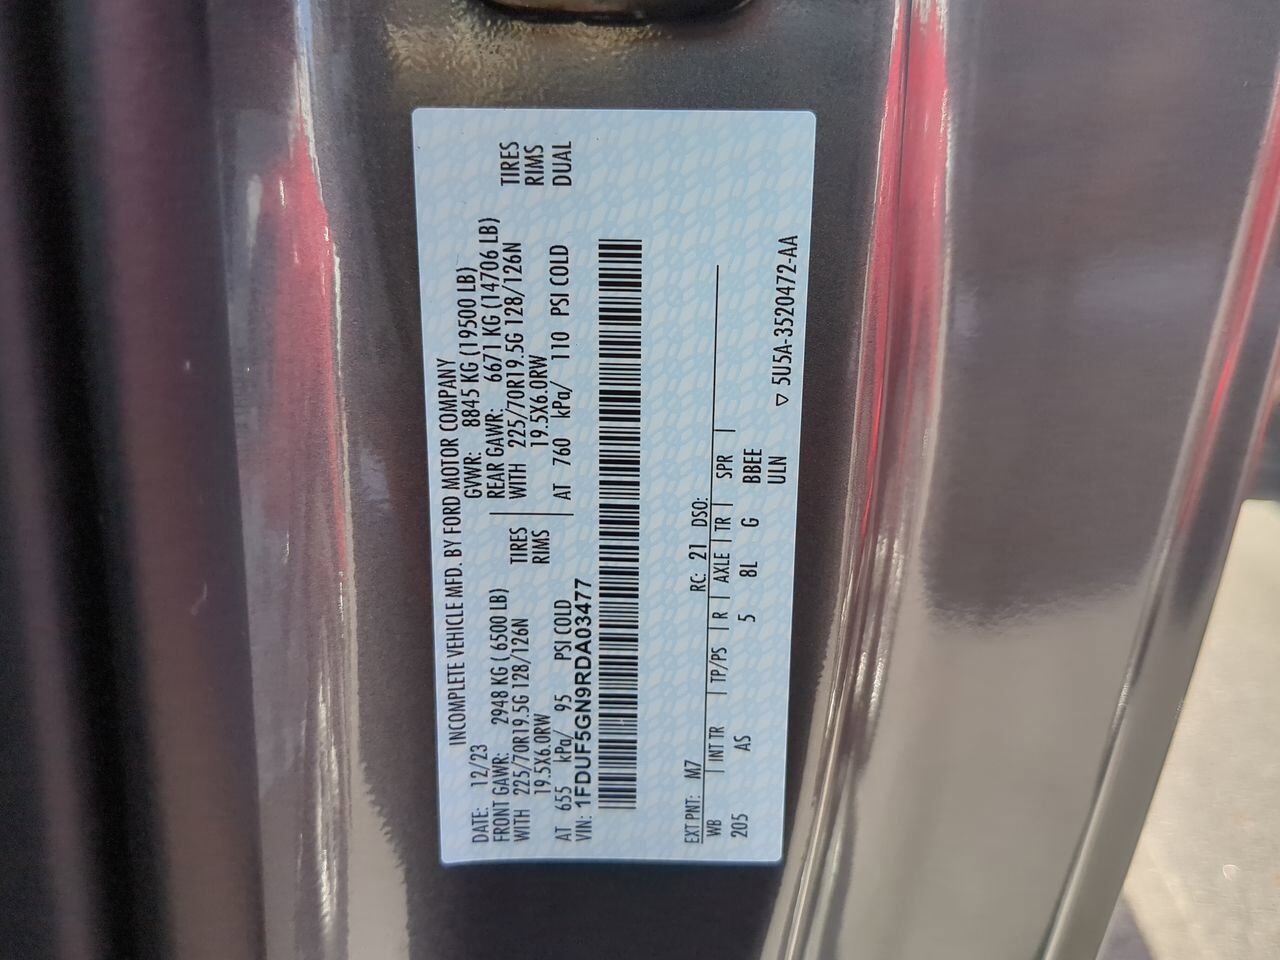 INCOMPLETE VEHICLE MFD. BY FORD MOTOR COMPANY
DATE: 12/23 GVWR: 8845 KG (19500 LB)
FRONT GAWR: 2948 KG ( 6500 LB) REAR GAWR: 6671 KG (14706 LB)
WITH 225/70R19.5G 128/126N TIRES WITH 225/70R19.5G 128/126N TIRES
19.5X6.0RW RIMS 19.5X6.0RW RIMS
AT 655 kPa/ 95 PSI COLD AT 760 kPa/ 110 PSI COLD DUAL
VIN: 1FDUF5GN9RDA03477
EXT PNT: M7 RC: 21 DSO:
WB INT TR TP/PS R AXLE TR SPR
205 AS 5 8L G BBEE
ULN
▽ 5U5A-3520472-AA